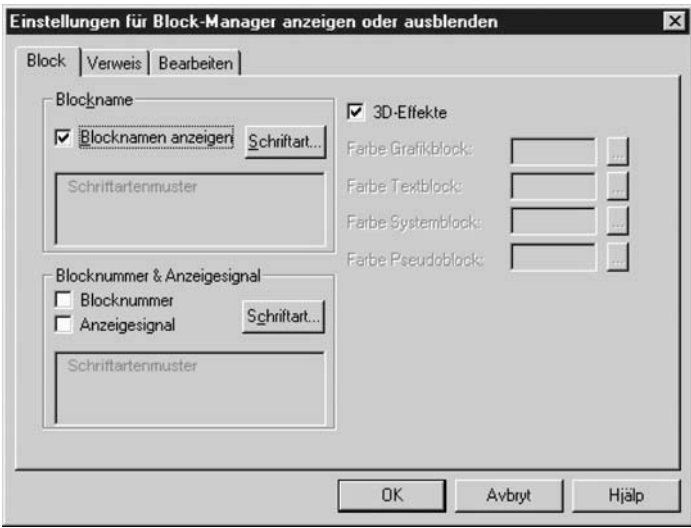 Einstellungen für Block-Manager anzeigen oder ausblenden
Block
Verweis
Bearbeiten
Blockname
Blocknamen anzeigen
Schriftart...
Schriftartenmuster
Blocknummer & Anzeigesignal
Blocknummer
Anzeigesignal
Schriftart...
Schriftartenmuster
3D-Effekte
Farbe Grafikblock:
...
Farbe Textblock:
...
Farbe Systemblock:
...
Farbe Pseudoblock:
...
OK
Avbryt
Hjälp